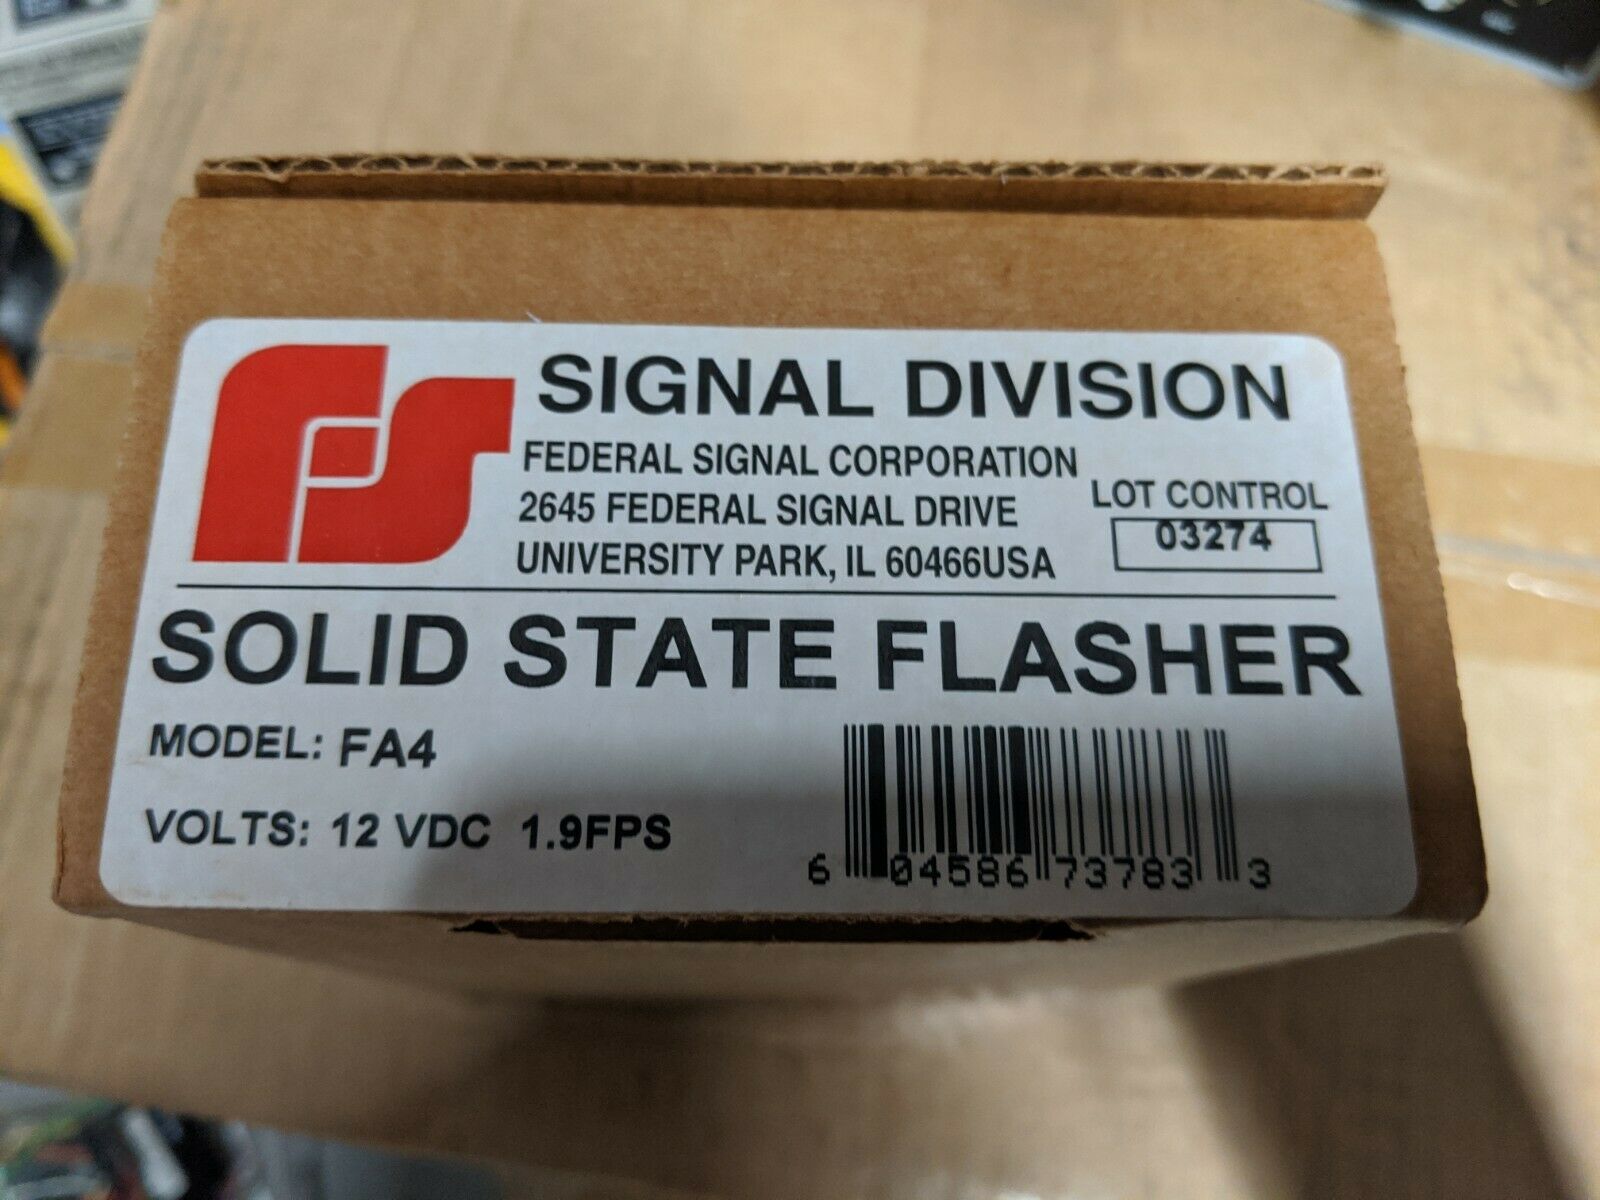 FS
SIGNAL DIVISION
FEDERAL SIGNAL CORPORATION
2645 FEDERAL SIGNAL DRIVE
UNIVERSITY PARK, IL 60466USA
LOT CONTROL
03274
SOLID STATE FLASHER
MODEL: FA4
VOLTS: 12 VDC 1.9FPS
6 04586 73783 3